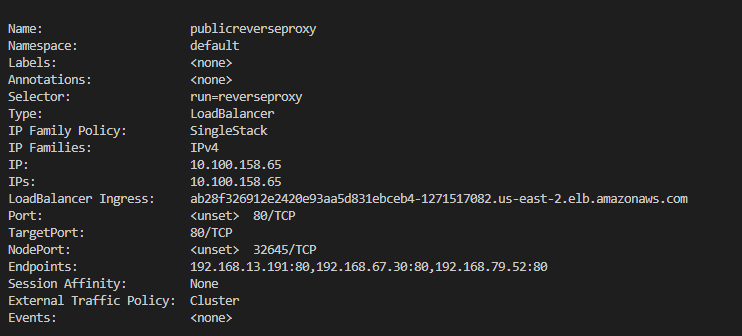 Name: publicreverseproxy
Namespace: default
Labels: <none>
Annotations: <none>
Selector: run=reverseproxy
Type: LoadBalancer
IP Family Policy: SingleStack
IP Families: IPv4
IP: 10.100.158.65
IPs: 10.100.158.65
LoadBalancer Ingress: ab28f326912e2420e93aa5d831ebceb4-1271517082.us-east-2.elb.amazonaws.com
Port: <unset> 80/TCP
TargetPort: 80/TCP
NodePort: <unset> 32645/TCP
Endpoints: 192.168.13.191:80,192.168.67.30:80,192.168.79.52:80
Session Affinity: None
External Traffic Policy: Cluster
Events: <none>